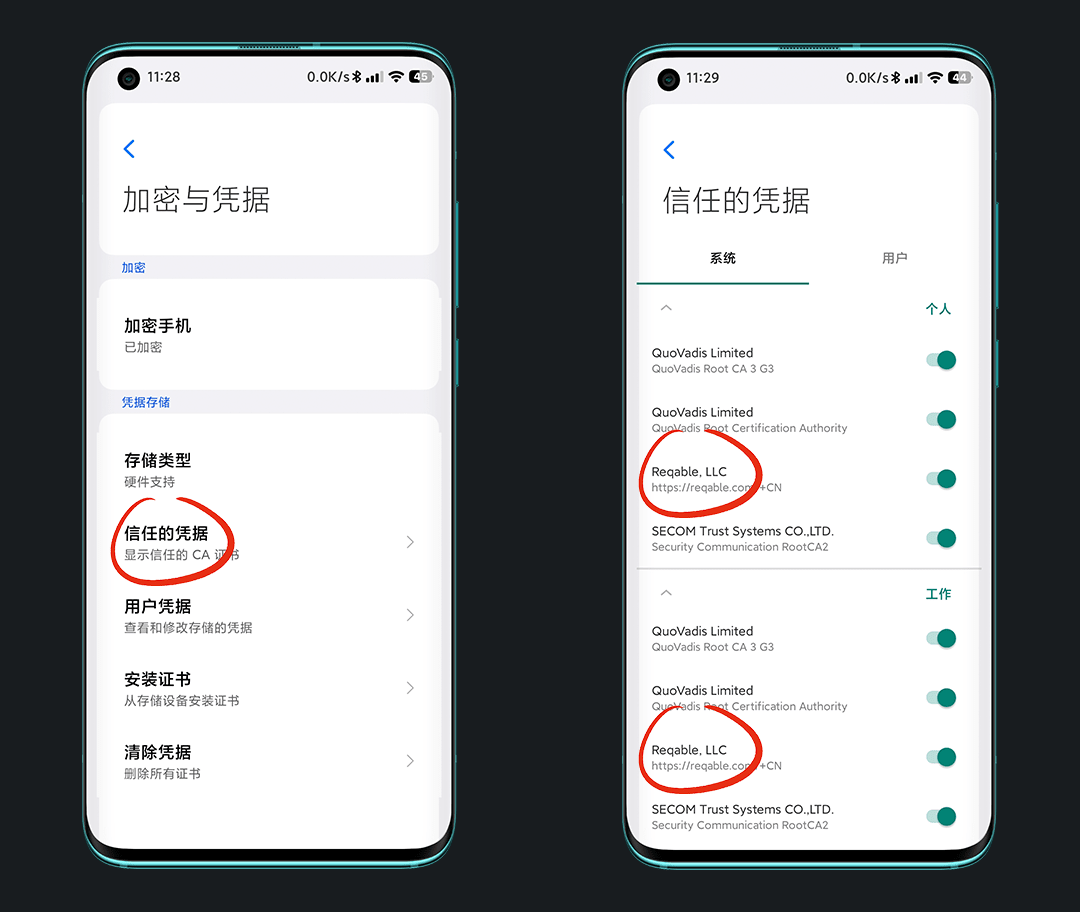 11:28
0.0K/s
45
加密与凭据
加密
加密手机
已加密
凭据存储
存储类型
硬件支持
信任的凭据
显示信任的 CA 证书
用户凭据
查看和修改存储的凭据
安装证书
从存储设备安装证书
清除凭据
删除所有证书
11:29
0.0K/s
44
信任的凭据
系统
用户
个人
QuoVadis Limited
QuoVadis Root CA 3 G3
QuoVadis Limited
QuoVadis Root Certification Authority
Reqable, LLC
https://reqable.com/+CN
SECOM Trust Systems CO.,LTD.
Security Communication RootCA2
工作
QuoVadis Limited
QuoVadis Root CA 3 G3
QuoVadis Limited
QuoVadis Root Certification Authority
Reqable, LLC
https://reqable.com/+CN
SECOM Trust Systems CO.,LTD.
Security Communication RootCA2